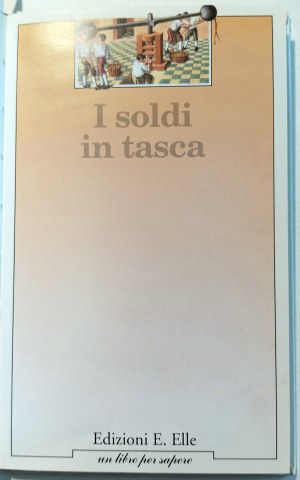 I soldi
in tasca
Edizioni E. Elle
un libro per sapere